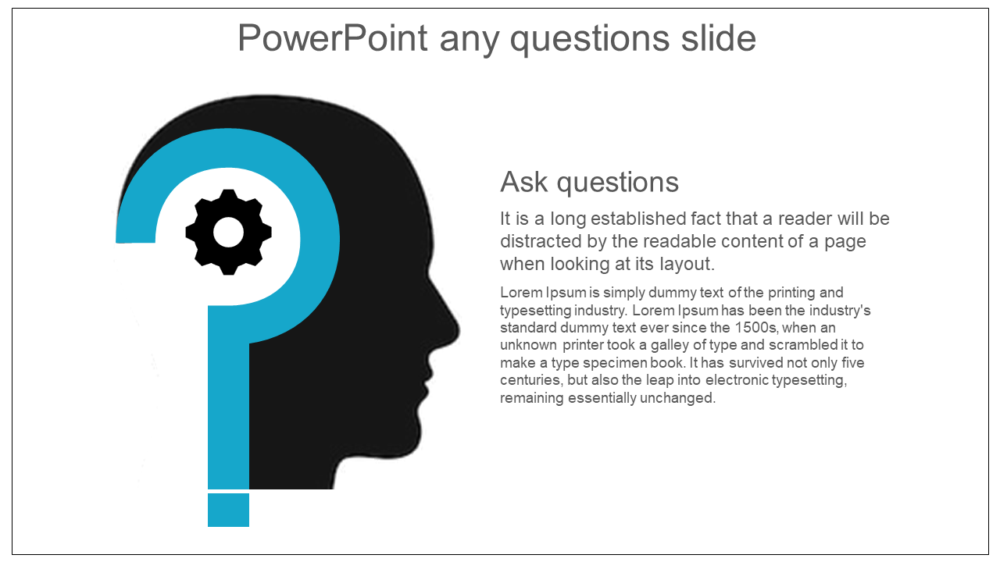 PowerPoint any questions slide
Ask questions
It is a long established fact that a reader will be
distracted by the readable content of a page
when looking at its layout.
Lorem Ipsum is simply dummy text of the printing and
typesetting industry. Lorem Ipsum has been the industry's
standard dummy text ever since the 1500s, when an
unknown printer took a galley of type and scrambled it to
make a type specimen book. It has survived not only five
centuries, but also the leap into electronic typesetting,
remaining essentially unchanged.